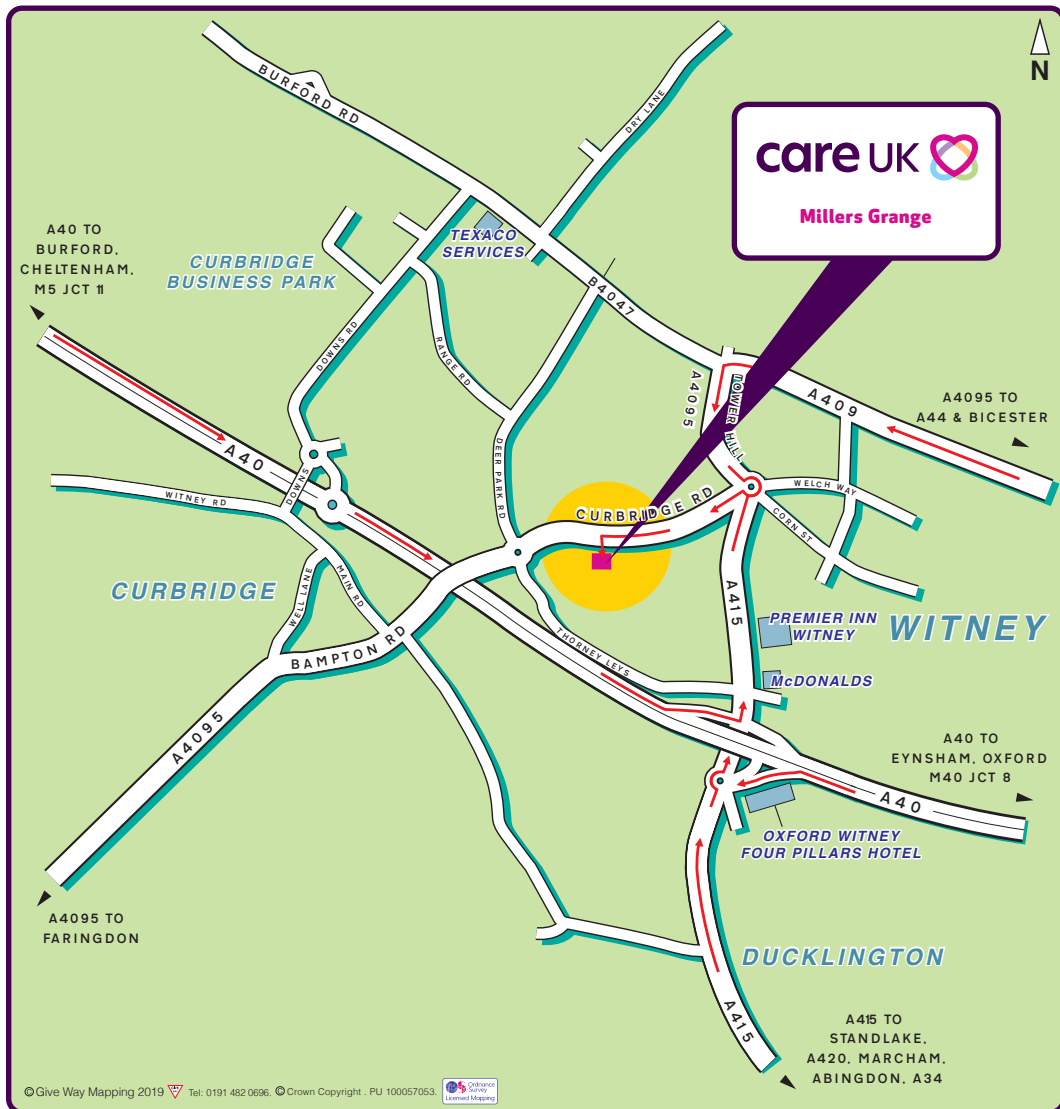 N
BURFORD RD
DRY LANE
care UK
Millers Grange
A40 TO
BURFORD,
CHELTENHAM,
M5 JCT 11
CURBRIDGE
BUSINESS PARK
TEXACO
SERVICES
B4047
DOWNS RD
RANGE RD
A4095
TOWER HILL
A409
A4095 TO
A44 & BICESTER
A40
DEER PARK RD
WITNEY RD
DOWNS
CURBRIDGE RD
WELCH WAY
CORN ST
CURBRIDGE
WELL LANE
MAIN RD
BAMPTON RD
THORNEY LEYS
A415
PREMIER INN
WITNEY
WITNEY
McDONALDS
A4095
A40 TO
EYNSHAM, OXFORD
M40 JCT 8
A40
OXFORD WITNEY
FOUR PILLARS HOTEL
A4095 TO
FARINGDON
DUCKLINGTON
A415
A415 TO
STANDLAKE,
A420, MARCHAM,
ABINGDON, A34
© Give Way Mapping 2019 Tel: 0191 482 0696. © Crown Copyright . PU 100057053.
Ordnance
Survey
Licensed Mapping